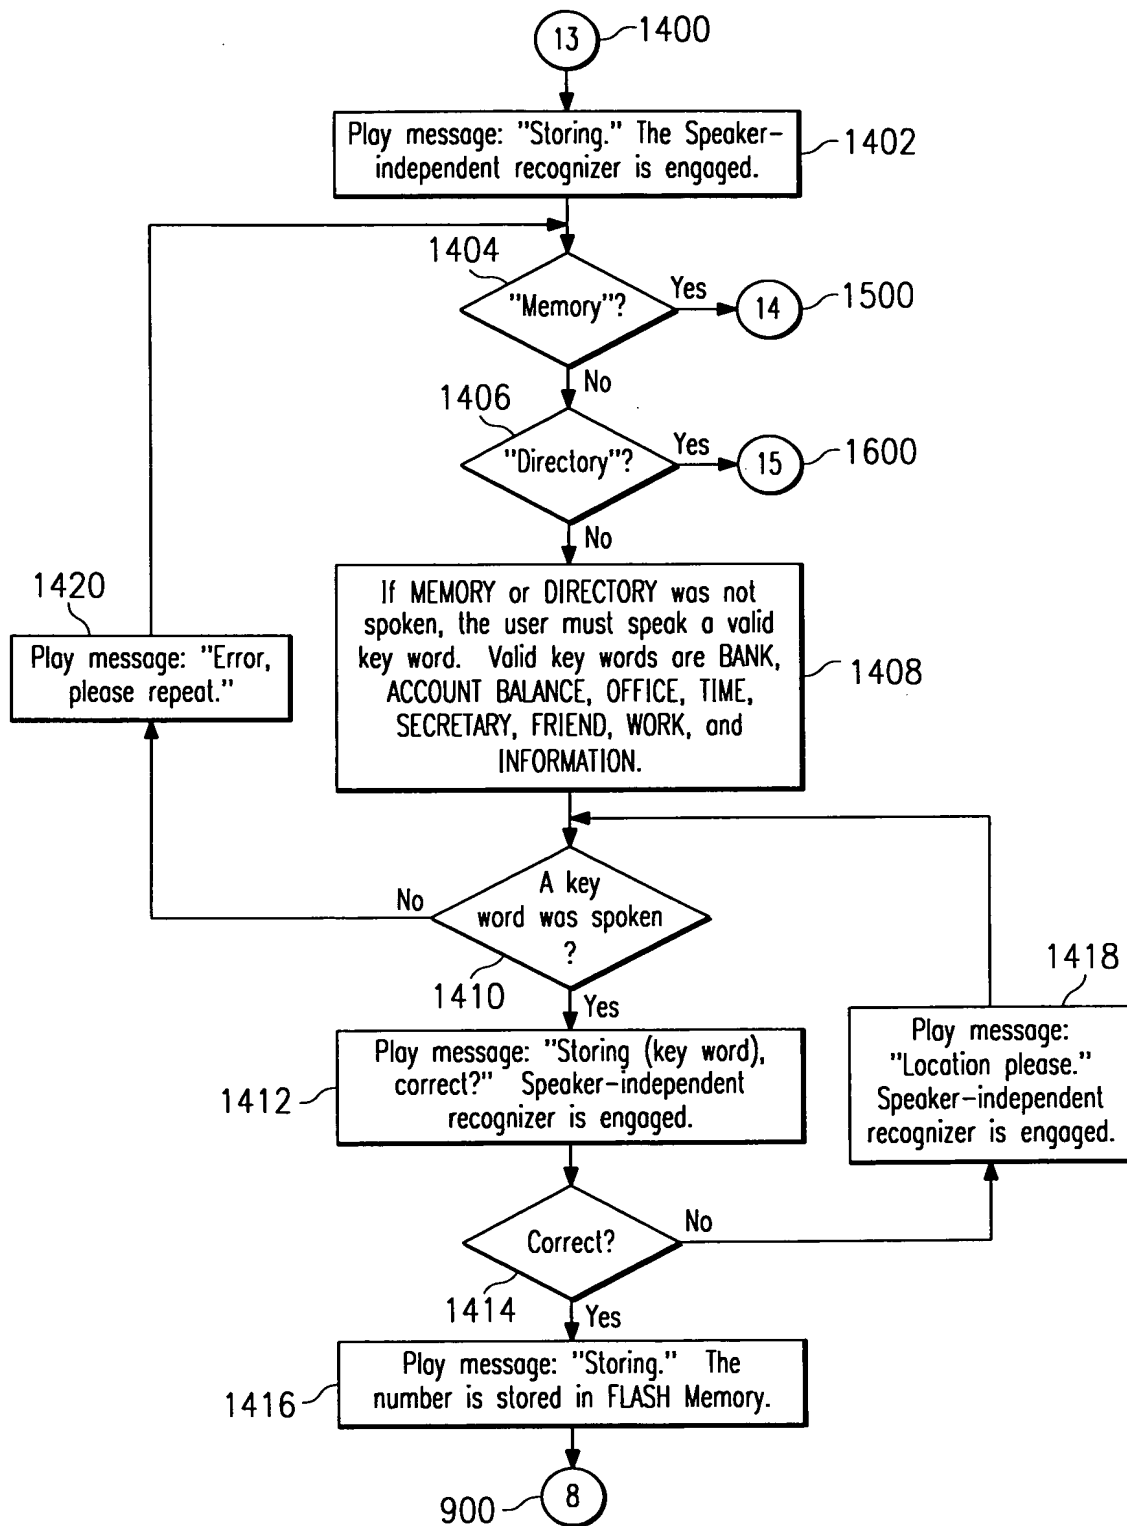 13
1400
Play message: "Storing." The Speaker-
independent recognizer is engaged.
1402
1404
"Memory"?
Yes
14
1500
No
1406
"Directory"?
Yes
15
1600
No
1420
Play message: "Error,
please repeat."
If MEMORY or DIRECTORY was not
spoken, the user must speak a valid
key word. Valid key words are BANK,
ACCOUNT BALANCE, OFFICE, TIME,
SECRETARY, FRIEND, WORK, and
INFORMATION.
1408
No
A key
word was spoken
?
1410
Yes
1418
Play message:
"Location please."
Speaker-independent
recognizer is engaged.
Play message: "Storing (key word),
correct?" Speaker-independent
recognizer is engaged.
1412
Correct?
No
1414
Yes
Play message: "Storing." The
number is stored in FLASH Memory.
1416
8
900